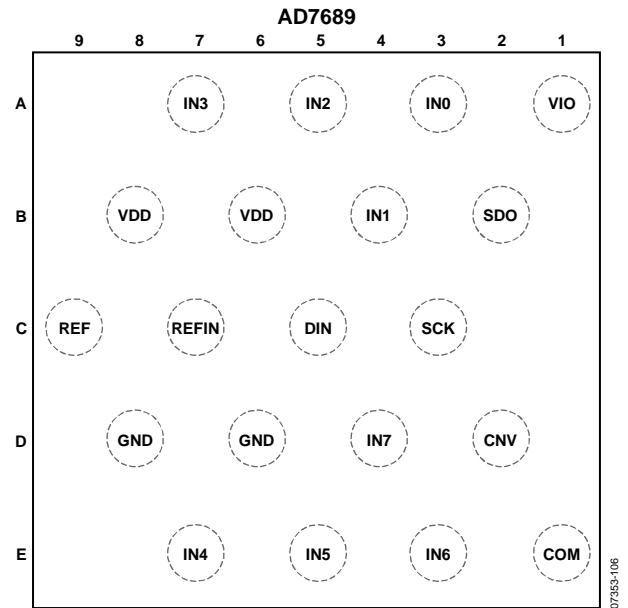 AD7689
9 8 7 6 5 4 3 2 1
A IN3 IN2 IN0 VIO
B VDD VDD IN1 SDO
C REF REFIN DIN SCK
D GND GND IN7 CNV
E IN4 IN5 IN6 COM
07353-106